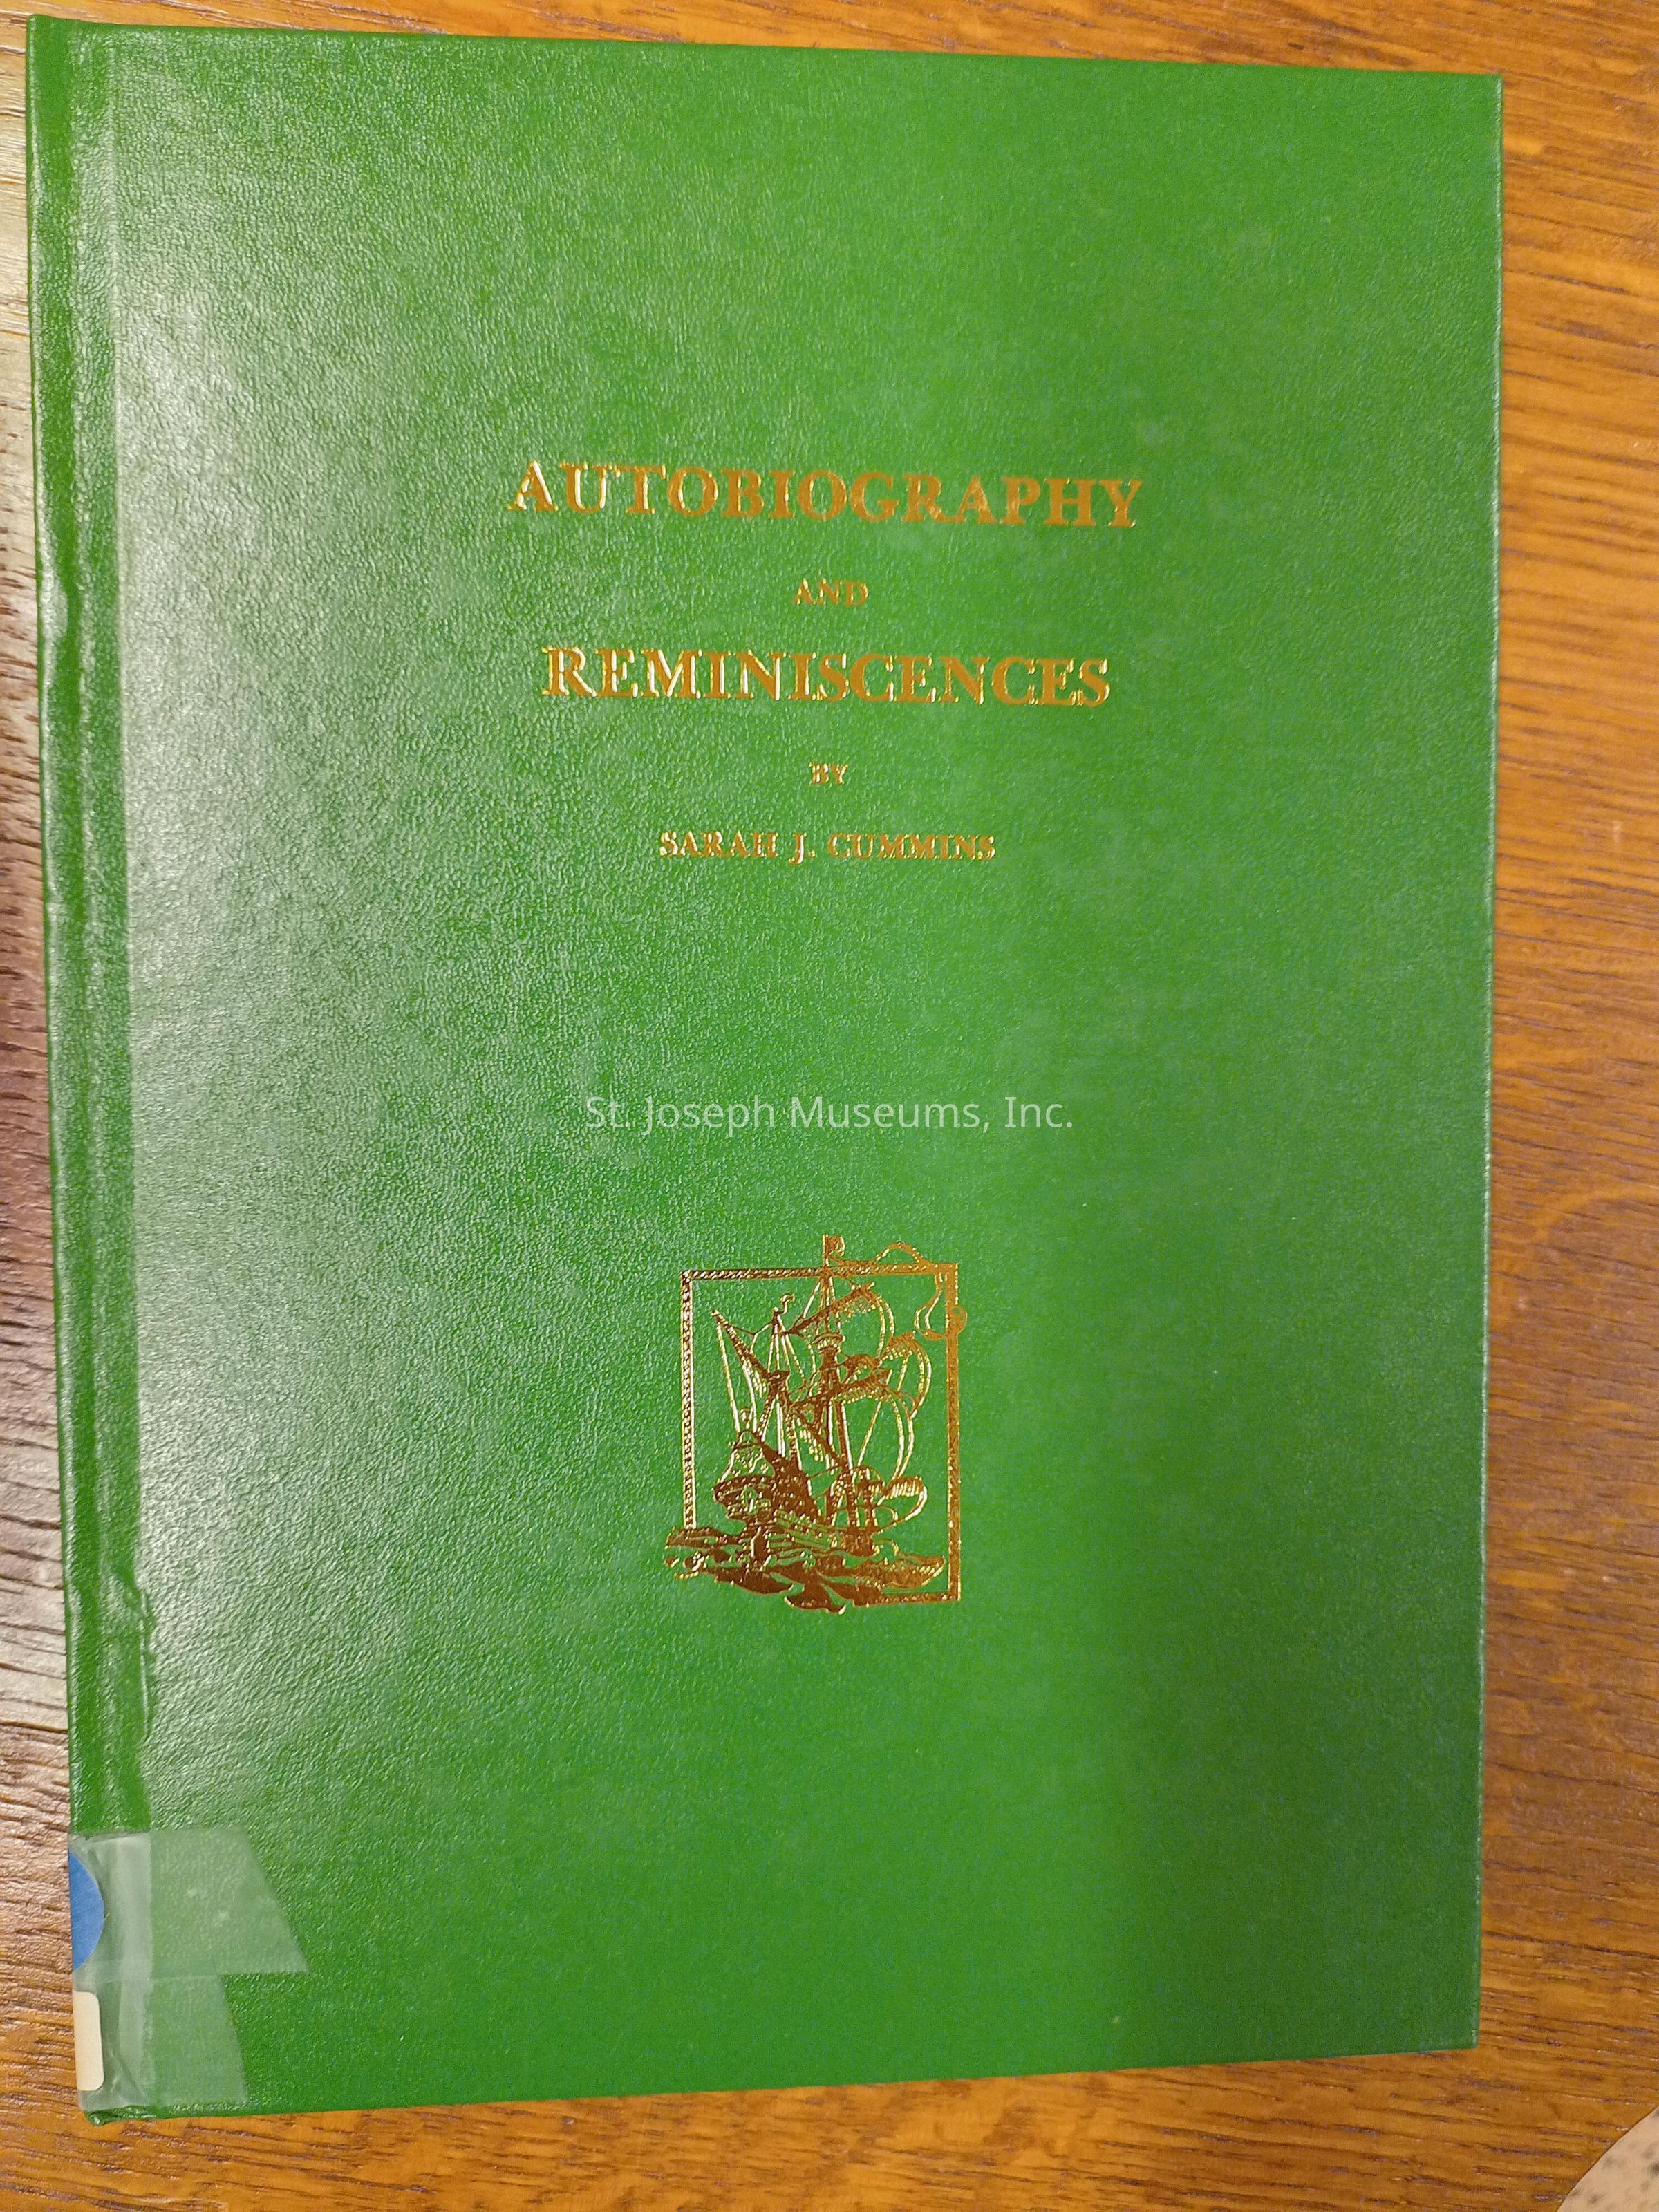 AUTOBIOGRAPHY
AND
REMINISCENCES
BY
SARAH J. CUMMINS
St. Joseph Museums, Inc.